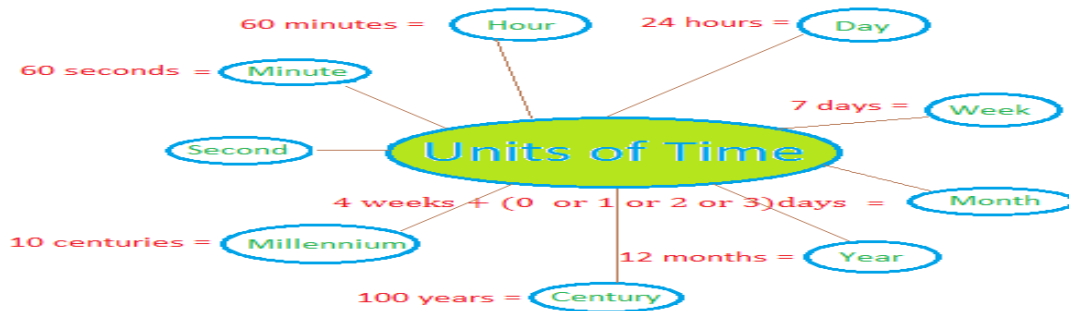 60 minutes = Hour
24 hours = Day
60 seconds = Minute
7 days = Week
Second
Units of Time
4 weeks + (0 or 1 or 2 or 3)days = Month
10 centuries = Millennium
12 months = Year
100 years = Century